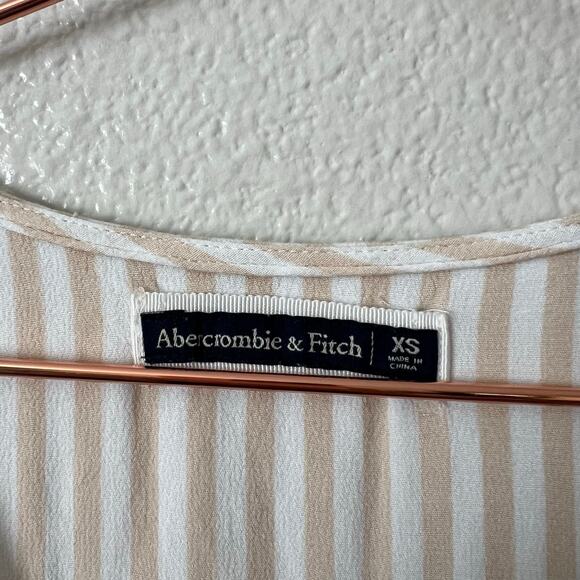 Abercrombie & Fitch
XS
MADE IN
CHINA